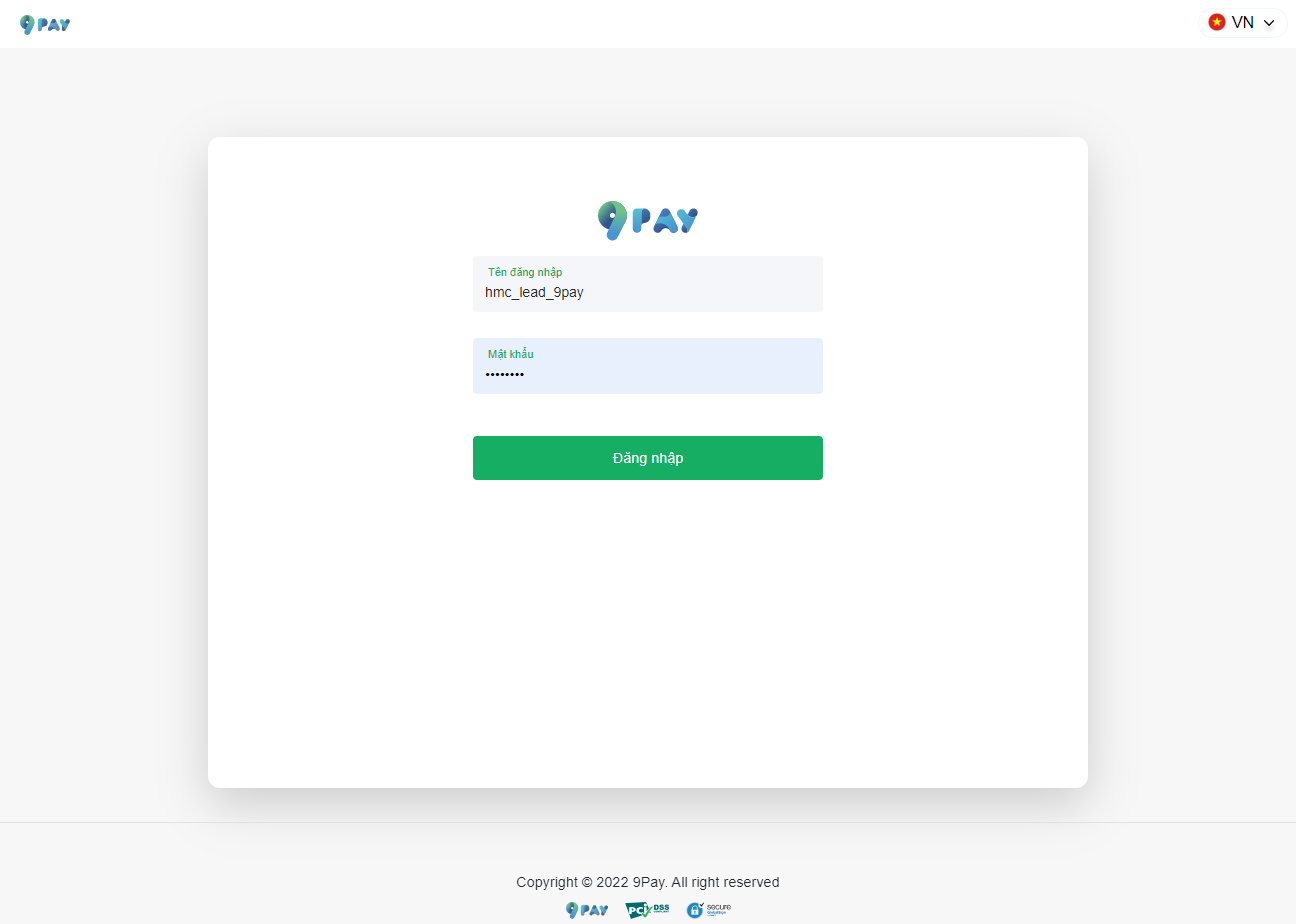 9PAY
VN
9PAY
Tên đăng nhập
hmc_lead_9pay
Mật khẩu
••••••••
Đăng nhập
Copyright © 2022 9Pay. All right reserved
9PAY PCI DSS secure